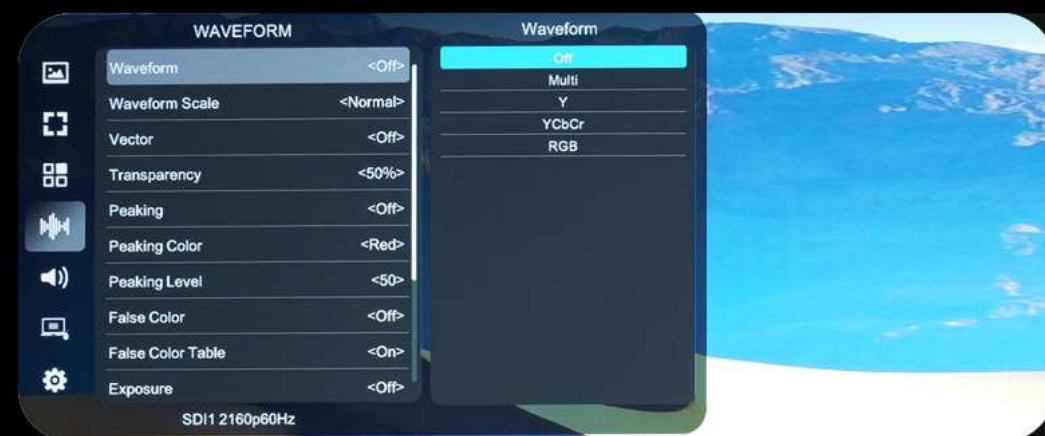 WAVEFORM
Waveform <Off>
Waveform Scale <Normal>
Vector <Off>
Transparency <50%>
Peaking <Off>
Peaking Color <Red>
Peaking Level <50>
False Color <Off>
False Color Table <On>
Exposure <Off>
SDI1 2160p60Hz
Waveform
Off
Multi
Y
YCbCr
RGB